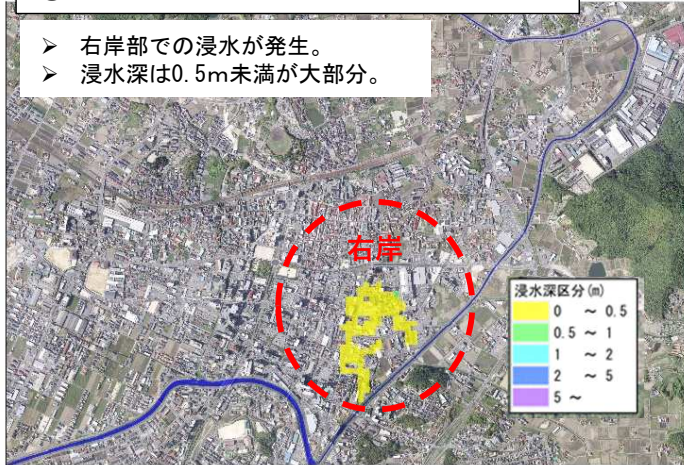 ➢ 右岸部での浸水が発生。
➢ 浸水深は0.5m未満が大部分。
右岸
浸水深区分(m)
0 ～ 0.5
0.5 ～ 1
1 ～ 2
2 ～ 5
5 ～